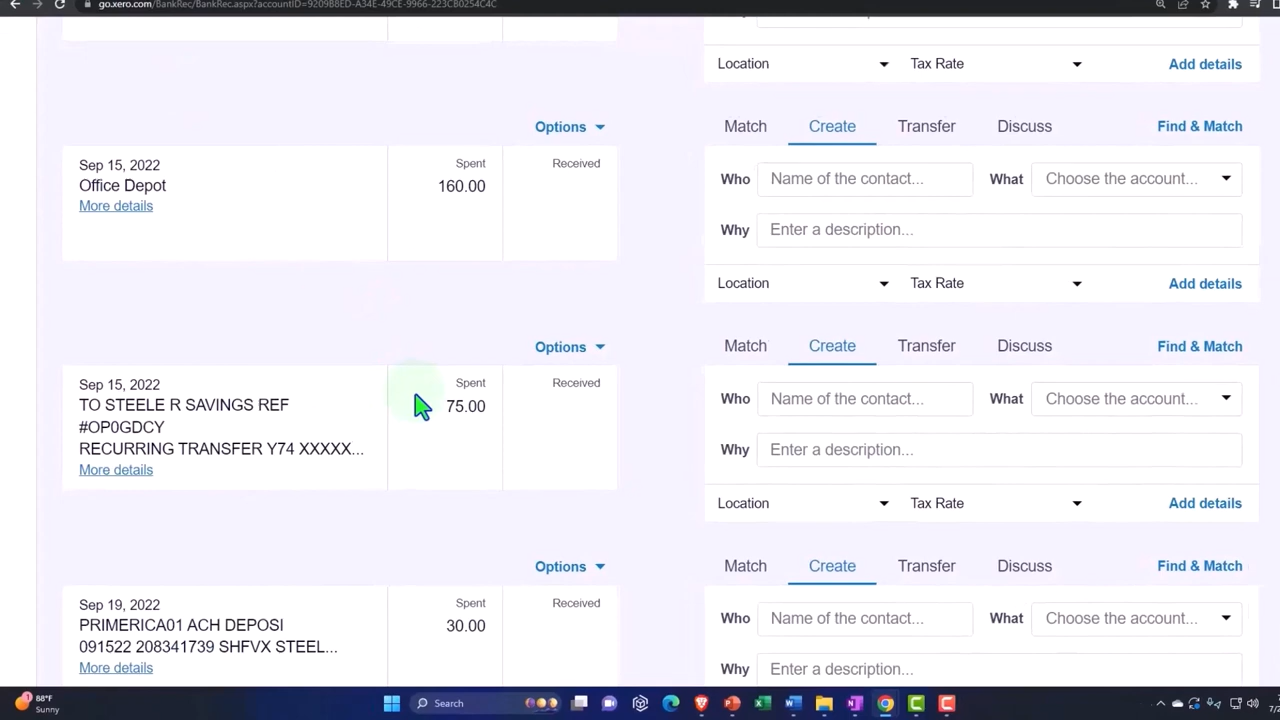 go.xero.com/BankRec/BankRec.aspx?accountID=9209B8ED-A34E-49CE-9966-223CB0254C4C
Location Tax Rate Add details
Options Match Create Transfer Discuss Find & Match
Sep 15, 2022 Spent Received
Office Depot 160.00
More details
Who Name of the contact... What Choose the account...
Why Enter a description...
Location Tax Rate Add details
Options Match Create Transfer Discuss Find & Match
Sep 15, 2022 Spent Received
TO STEELE R SAVINGS REF 75.00
#OP0GDCY
RECURRING TRANSFER Y74 XXXXX...
More details
Who Name of the contact... What Choose the account...
Why Enter a description...
Location Tax Rate Add details
Options Match Create Transfer Discuss Find & Match
Sep 19, 2022 Spent Received
PRIMERICA01 ACH DEPOSI 30.00
091522 208341739 SHFVX STEEL...
More details
Who Name of the contact... What Choose the account...
Why Enter a description...
88°F
Sunny
Search